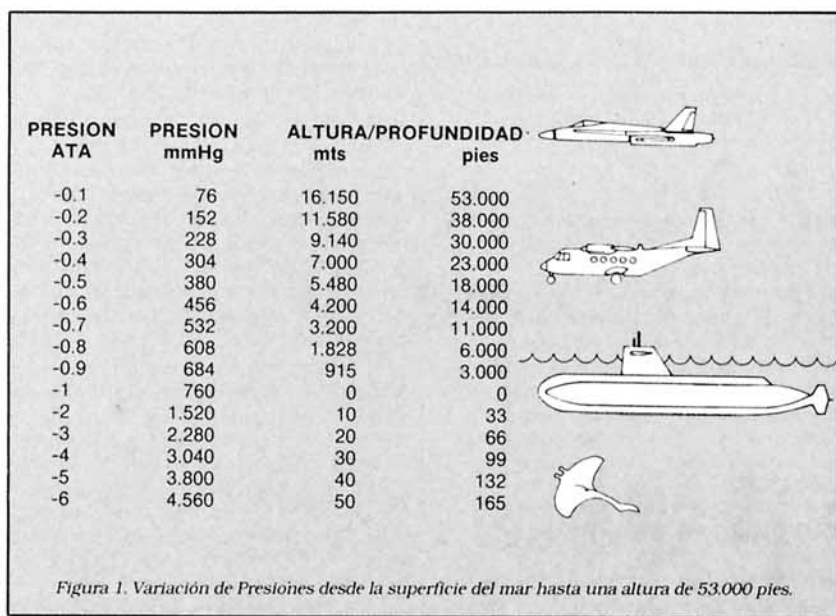 PRESION PRESION ALTURA/PROFUNDIDAD
ATA mmHg mts pies
-0.1 76 16.150 53.000
-0.2 152 11.580 38.000
-0.3 228 9.140 30.000
-0.4 304 7.000 23.000
-0.5 380 5.480 18.000
-0.6 456 4.200 14.000
-0.7 532 3.200 11.000
-0.8 608 1.828 6.000
-0.9 684 915 3.000
-1 760 0 0
-2 1.520 10 33
-3 2.280 20 66
-4 3.040 30 99
-5 3.800 40 132
-6 4.560 50 165
Figura 1. Variación de Presiones desde la superficie del mar hasta una altura de 53.000 pies.